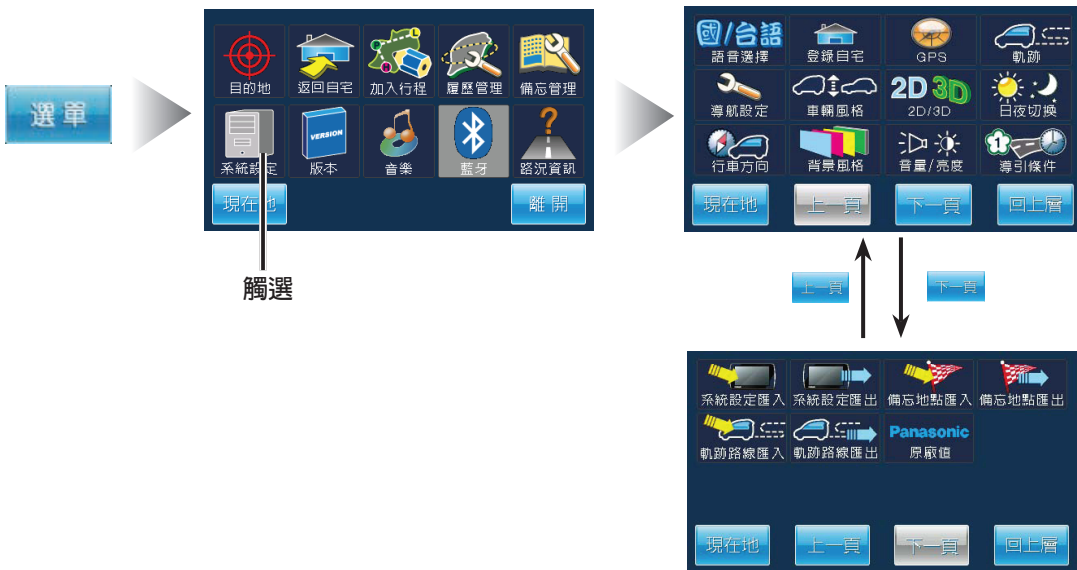 選單
目的地 返回自宅 加入行程 履歷管理 備忘管理
VERSION
系統設定 版本 音樂 藍牙 路況資訊
現在地 離開
觸選
國/台語
語音選擇 登錄自宅 GPS 軌跡
2D 3D
導航設定 車輛風格 2D/3D 日夜切換
1
行車方向 背景風格 音量/亮度 導引條件
現在地 上一頁 下一頁 回上層
上一頁 下一頁
系統設定匯入 系統設定匯出 備忘地點匯入 備忘地點匯出
Panasonic
軌跡路線匯入 軌跡路線匯出 原廠值
現在地 上一頁 下一頁 回上層